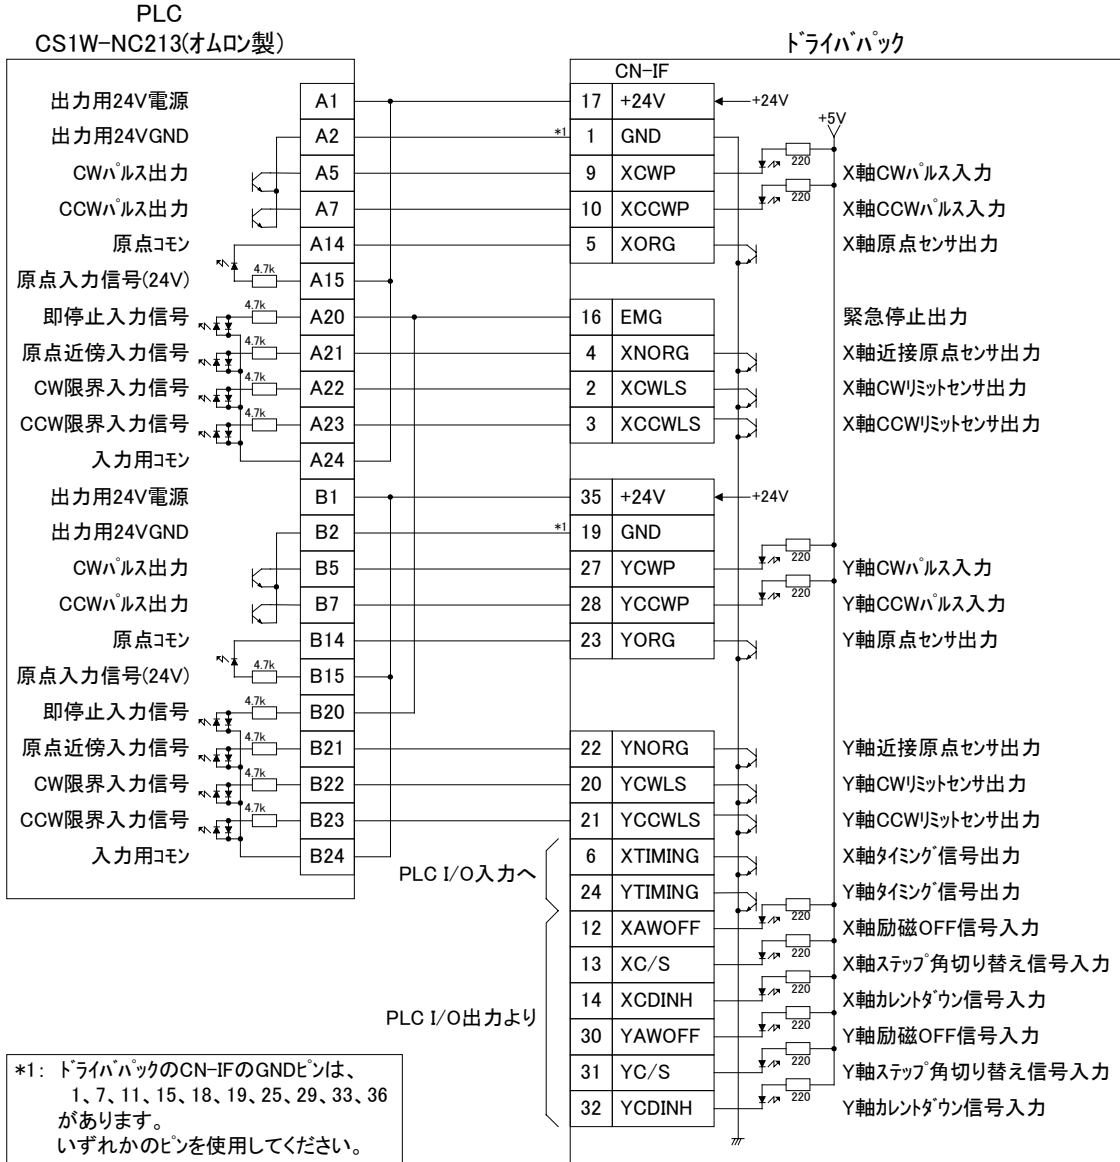 PLC
CS1W-NC213(オムロン製)
ﾄﾞﾗｲﾊﾞﾊﾟｯｸ
CN-IF
出力用24V電源 A1 17 +24V +24V
+5V
出力用24VGND A2 *1 1 GND
220
CWﾊﾟﾙｽ出力 A5 9 XCWP X軸CWﾊﾟﾙｽ入力
220
CCWﾊﾟﾙｽ出力 A7 10 XCCWP X軸CCWﾊﾟﾙｽ入力
原点ｺﾓﾝ A14 5 XORG X軸原点ｾﾝｻ出力
原点入力信号(24V) 4.7k A15
即停止入力信号 4.7k A20 16 EMG 緊急停止出力
原点近傍入力信号 4.7k A21 4 XNORG X軸近接原点ｾﾝｻ出力
CW限界入力信号 4.7k A22 2 XCWLS X軸CWﾘﾐｯﾄｾﾝｻ出力
CCW限界入力信号 4.7k A23 3 XCCWLS X軸CCWﾘﾐｯﾄｾﾝｻ出力
入力用ｺﾓﾝ A24
出力用24V電源 B1 35 +24V +24V
出力用24VGND B2 *1 19 GND
220
CWﾊﾟﾙｽ出力 B5 27 YCWP Y軸CWﾊﾟﾙｽ入力
220
CCWﾊﾟﾙｽ出力 B7 28 YCCWP Y軸CCWﾊﾟﾙｽ入力
原点ｺﾓﾝ B14 23 YORG Y軸原点ｾﾝｻ出力
原点入力信号(24V) 4.7k B15
即停止入力信号 4.7k B20
原点近傍入力信号 4.7k B21 22 YNORG Y軸近接原点ｾﾝｻ出力
CW限界入力信号 4.7k B22 20 YCWLS Y軸CWﾘﾐｯﾄｾﾝｻ出力
CCW限界入力信号 4.7k B23 21 YCCWLS Y軸CCWﾘﾐｯﾄｾﾝｻ出力
入力用ｺﾓﾝ B24 6 XTIMING X軸ﾀｲﾐﾝｸﾞ信号出力
PLC I/O入力へ
24 YTIMING Y軸ﾀｲﾐﾝｸﾞ信号出力
220
12 XAWOFF X軸励磁OFF信号入力
220
13 XC/S X軸ｽﾃｯﾌﾟ角切り替え信号入力
220
14 XCDINH X軸ｶﾚﾝﾄﾀﾞｳﾝ信号入力
PLC I/O出力より
220
30 YAWOFF Y軸励磁OFF信号入力
220
31 YC/S Y軸ｽﾃｯﾌﾟ角切り替え信号入力
220
32 YCDINH Y軸ｶﾚﾝﾄﾀﾞｳﾝ信号入力
*1: ﾄﾞﾗｲﾊﾞﾊﾟｯｸのCN-IFのGNDﾋﾟﾝは、
1、7、11、15、18、19、25、29、33、36
があります。
いずれかのﾋﾟﾝを使用してください。